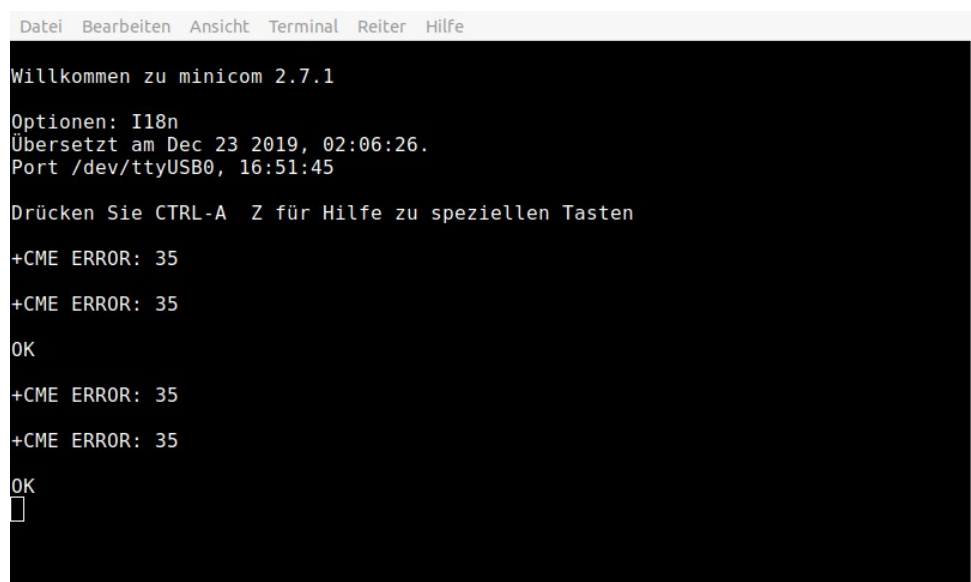 Datei Bearbeiten Ansicht Terminal Reiter Hilfe
Willkommen zu minicom 2.7.1
Optionen: I18n
Übersetzt am Dec 23 2019, 02:06:26.
Port /dev/ttyUSB0, 16:51:45
Drücken Sie CTRL-A  Z für Hilfe zu speziellen Tasten
+CME ERROR: 35
+CME ERROR: 35
OK
+CME ERROR: 35
+CME ERROR: 35
OK